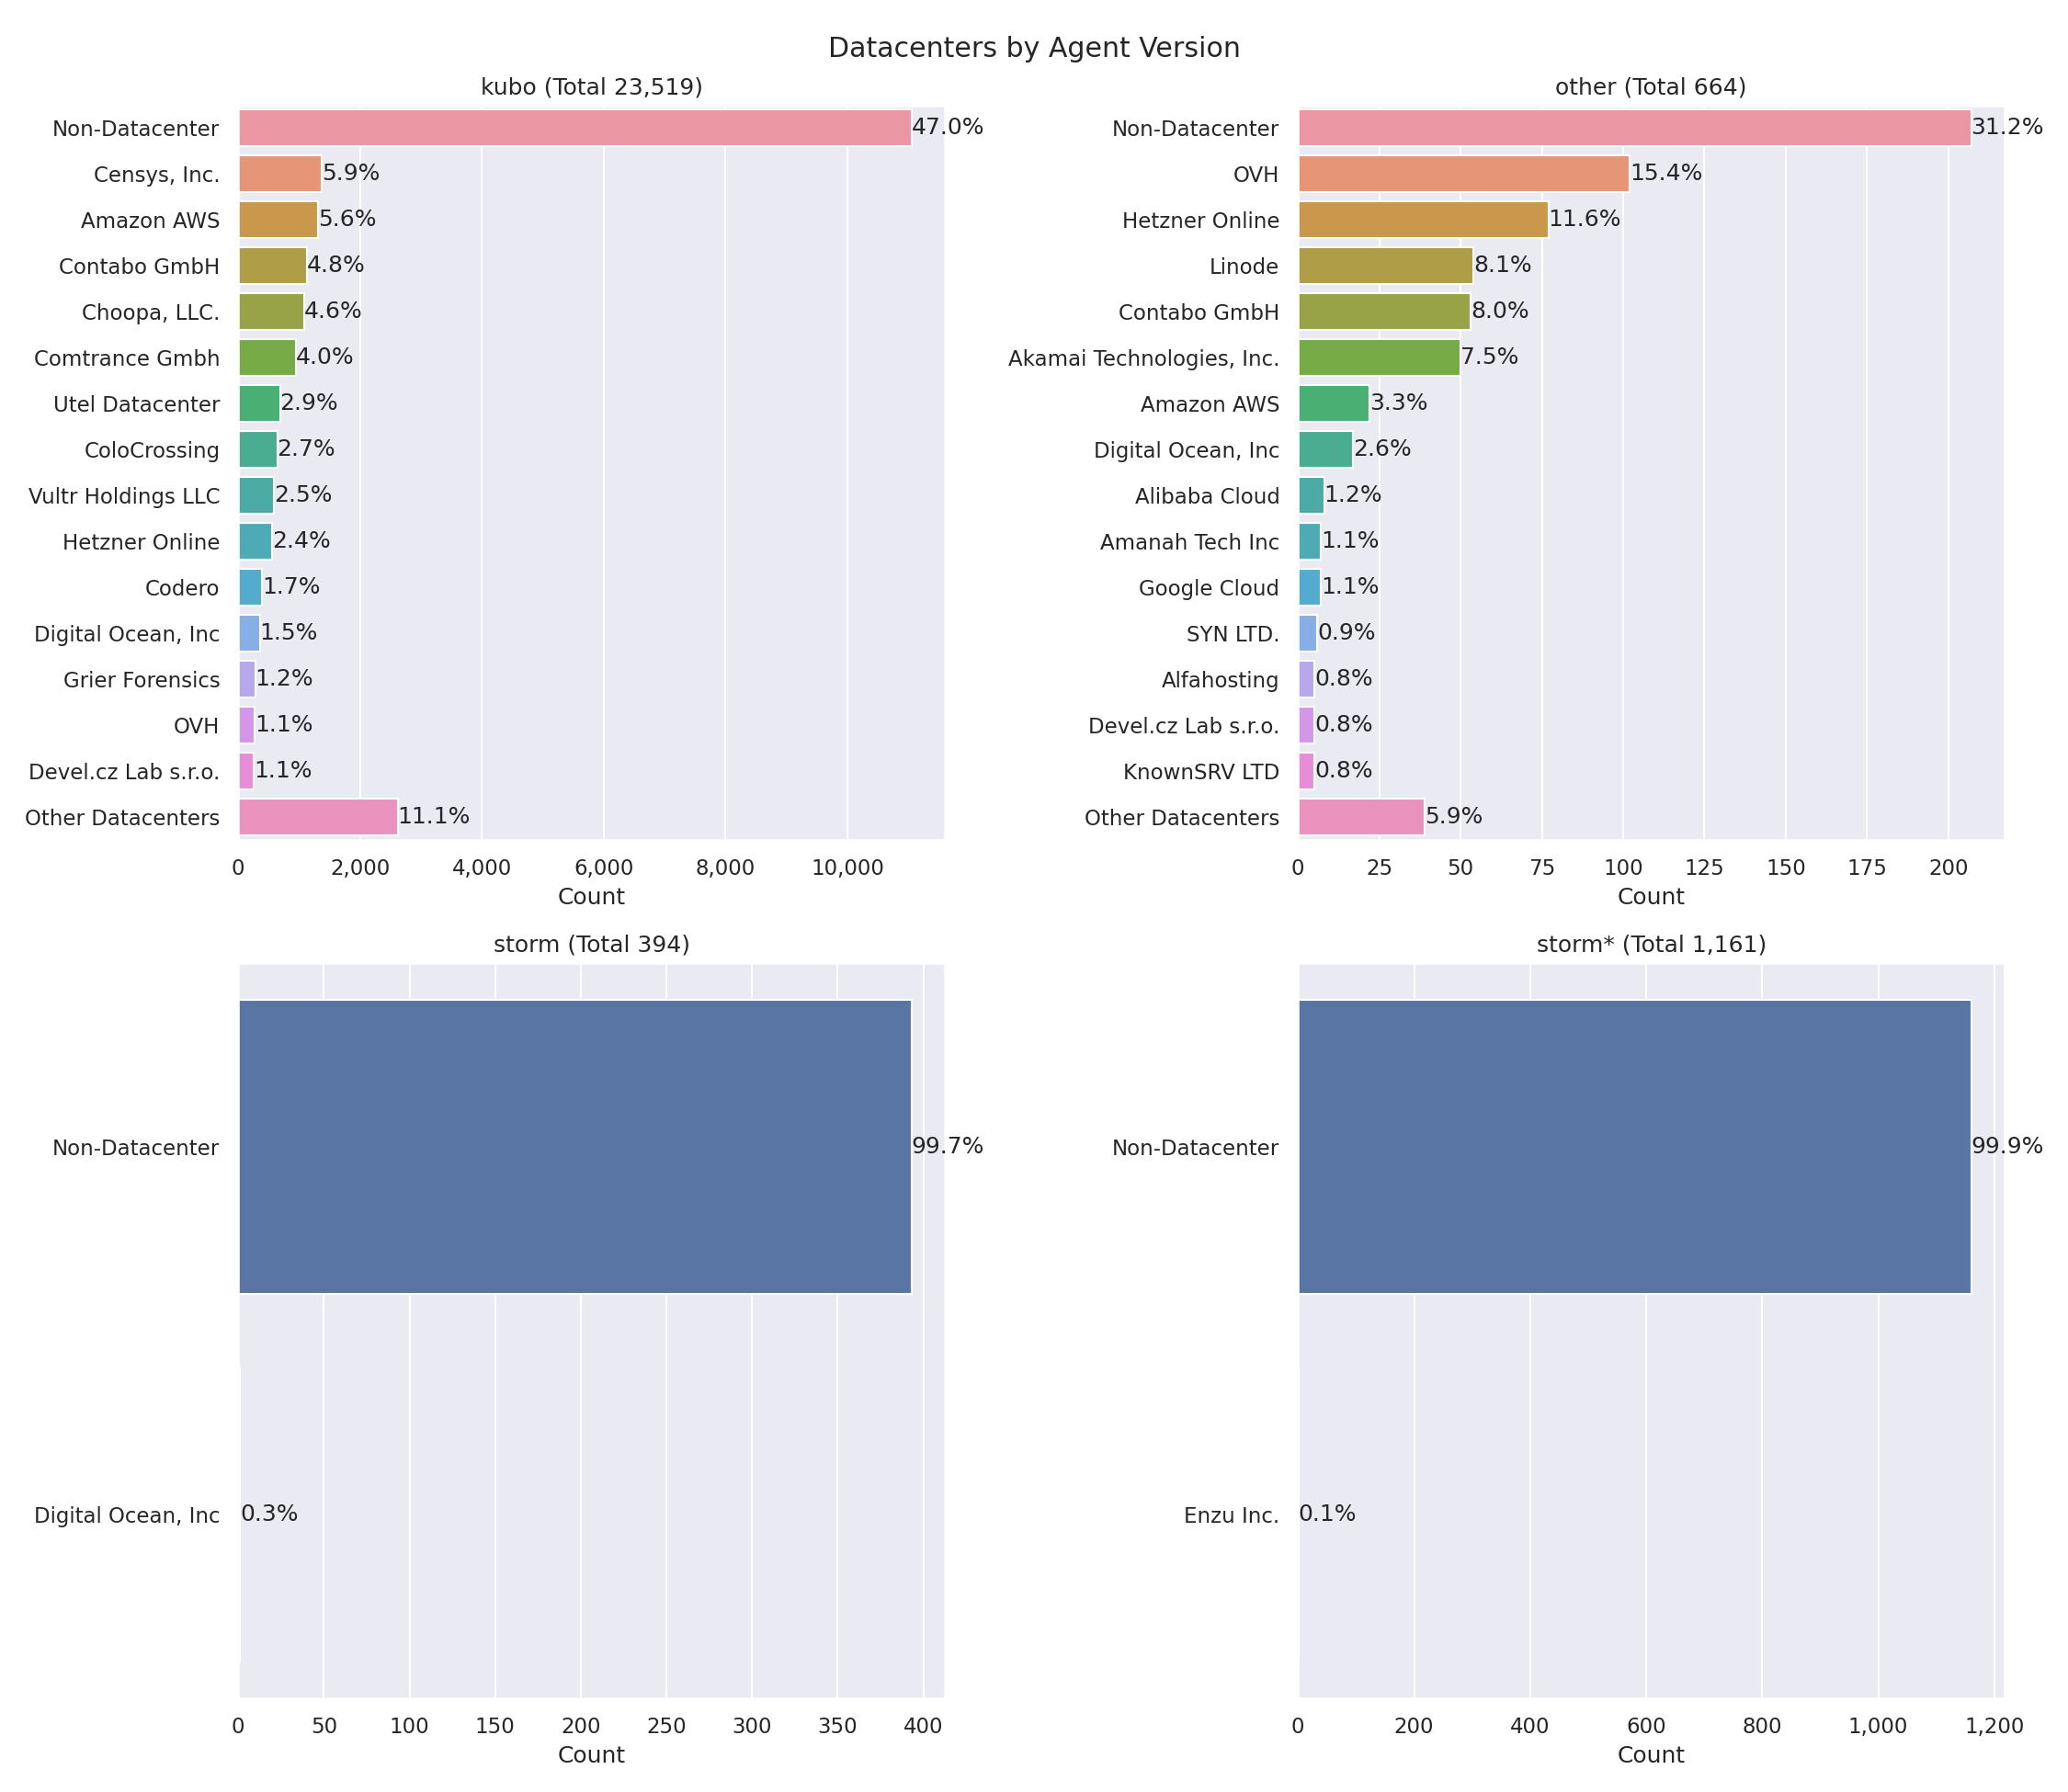 Datacenters by Agent Version
kubo (Total 23,519)
Non-Datacenter 47.0%
Censys, Inc. 5.9%
Amazon AWS 5.6%
Contabo GmbH 4.8%
Choopa, LLC. 4.6%
Comtrance Gmbh 4.0%
Utel Datacenter 2.9%
ColoCrossing 2.7%
Vultr Holdings LLC 2.5%
Hetzner Online 2.4%
Codero 1.7%
Digital Ocean, Inc 1.5%
Grier Forensics 1.2%
OVH 1.1%
Devel.cz Lab s.r.o. 1.1%
Other Datacenters 11.1%
0 2,000 4,000 6,000 8,000 10,000
Count
other (Total 664)
Non-Datacenter 31.2%
OVH 15.4%
Hetzner Online 11.6%
Linode 8.1%
Contabo GmbH 8.0%
Akamai Technologies, Inc. 7.5%
Amazon AWS 3.3%
Digital Ocean, Inc 2.6%
Alibaba Cloud 1.2%
Amanah Tech Inc 1.1%
Google Cloud 1.1%
SYN LTD. 0.9%
Alfahosting 0.8%
Devel.cz Lab s.r.o. 0.8%
KnownSRV LTD 0.8%
Other Datacenters 5.9%
0 25 50 75 100 125 150 175 200
Count
storm (Total 394)
Non-Datacenter 99.7%
Digital Ocean, Inc 0.3%
0 50 100 150 200 250 300 350 400
Count
storm* (Total 1,161)
Non-Datacenter 99.9%
Enzu Inc. 0.1%
0 200 400 600 800 1,000 1,200
Count